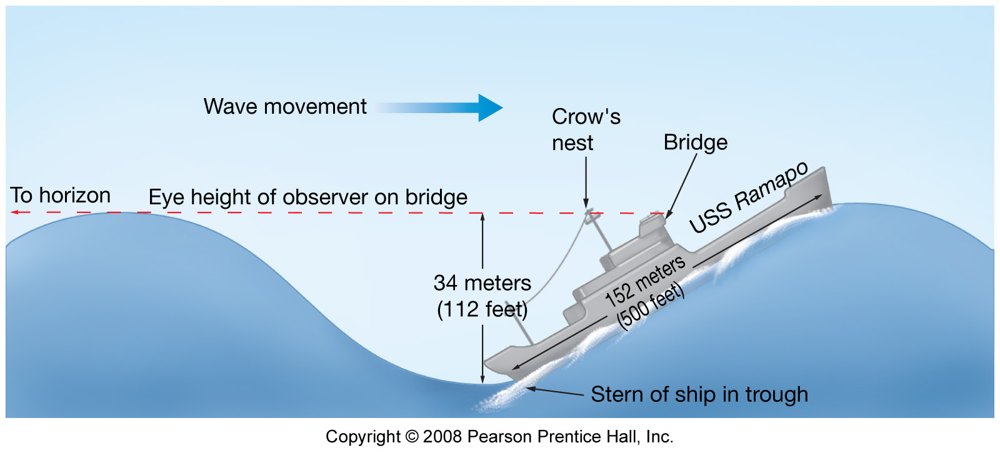 Wave movement
Crow's
nest
Bridge
To horizon
Eye height of observer on bridge
USS Ramapo
34 meters
(112 feet)
152 meters
(500 feet)
Stern of ship in trough
Copyright © 2008 Pearson Prentice Hall, Inc.